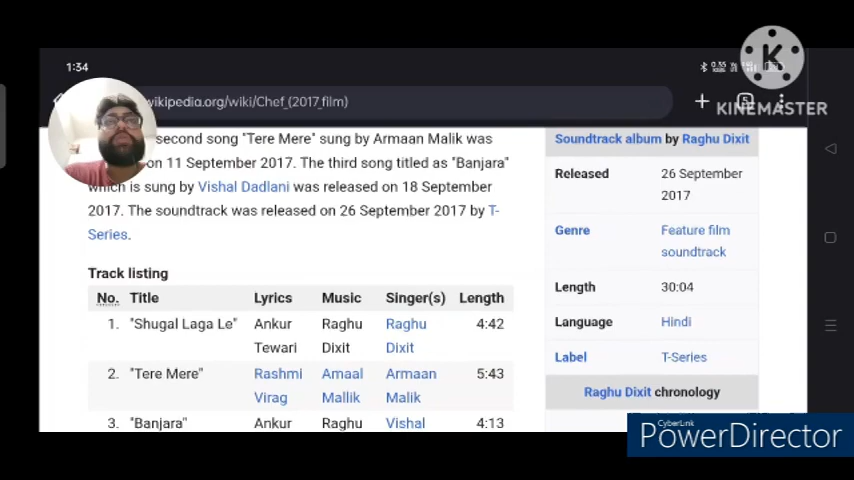 1:34
wikipedia.org/wiki/Chef_(2017_film)
KINEMASTER
second song "Tere Mere" sung by Armaan Malik was
on 11 September 2017. The third song titled as "Banjara"
which is sung by Vishal Dadlani was released on 18 September
2017. The soundtrack was released on 26 September 2017 by T-
Series.
Track listing
No. Title Lyrics Music Singer(s) Length
1. "Shugal Laga Le" Ankur Tewari Raghu Dixit Raghu Dixit 4:42
2. "Tere Mere" Rashmi Virag Amaal Mallik Armaan Malik 5:43
3. "Banjara" Ankur Raghu Vishal 4:13
Soundtrack album by Raghu Dixit
Released 26 September 2017
Genre Feature film soundtrack
Length 30:04
Language Hindi
Label T-Series
Raghu Dixit chronology
CyberLink
PowerDirector